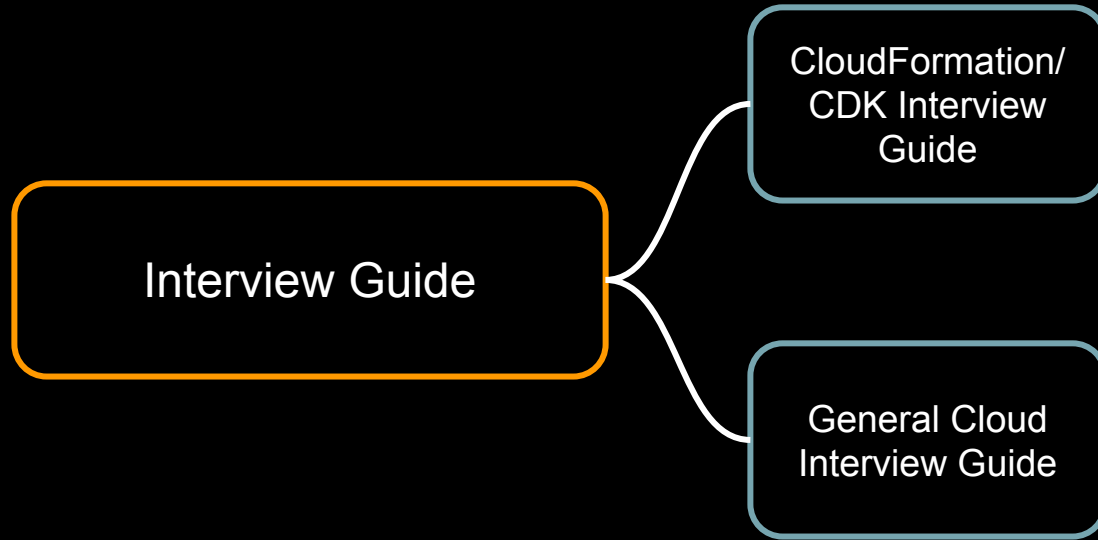 Interview Guide
CloudFormation/
CDK Interview
Guide
General Cloud
Interview Guide